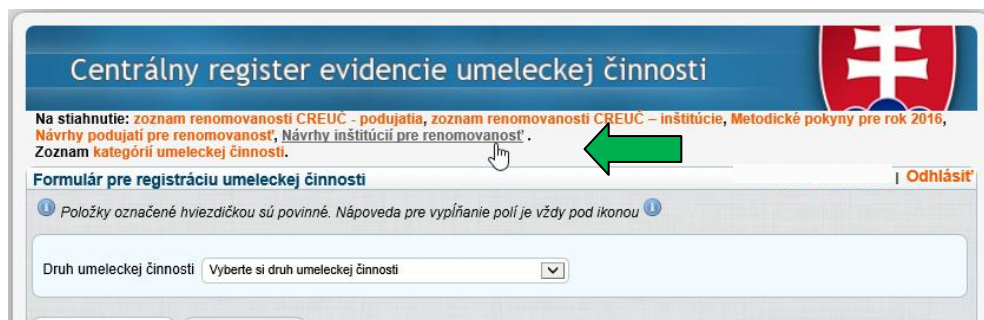 Centrálny register evidencie umeleckej činnosti
Na stiahnutie: zoznam renomovanosti CREUČ - podujatia, zoznam renomovanosti CREUČ – inštitúcie, Metodické pokyny pre rok 2016,
Návrhy podujatí pre renomovanosť, Návrhy inštitúcií pre renomovanosť .
Zoznam kategórií umeleckej činnosti.
Formulár pre registráciu umeleckej činnosti | Odhlásiť
Položky označené hviezdičkou sú povinné. Nápoveda pre vypĺňanie polí je vždy pod ikonou
Druh umeleckej činnosti Vyberte si druh umeleckej činnosti